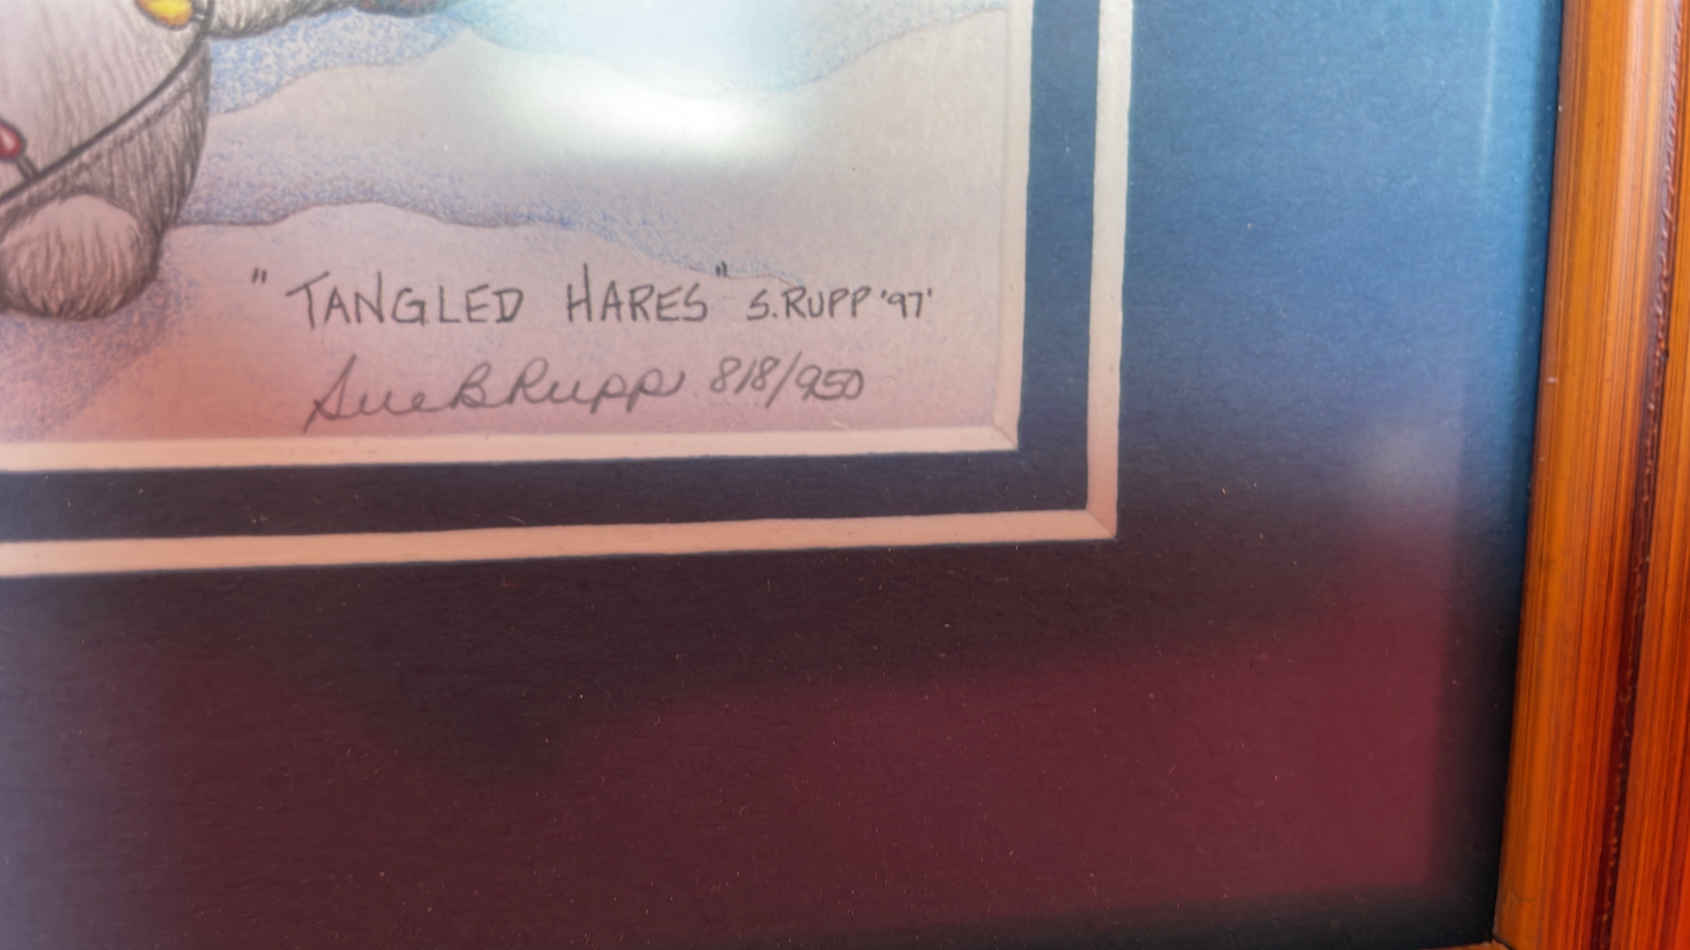 "TANGLED HARES" S.RUPP '97'
Sue B Rupp 818/950